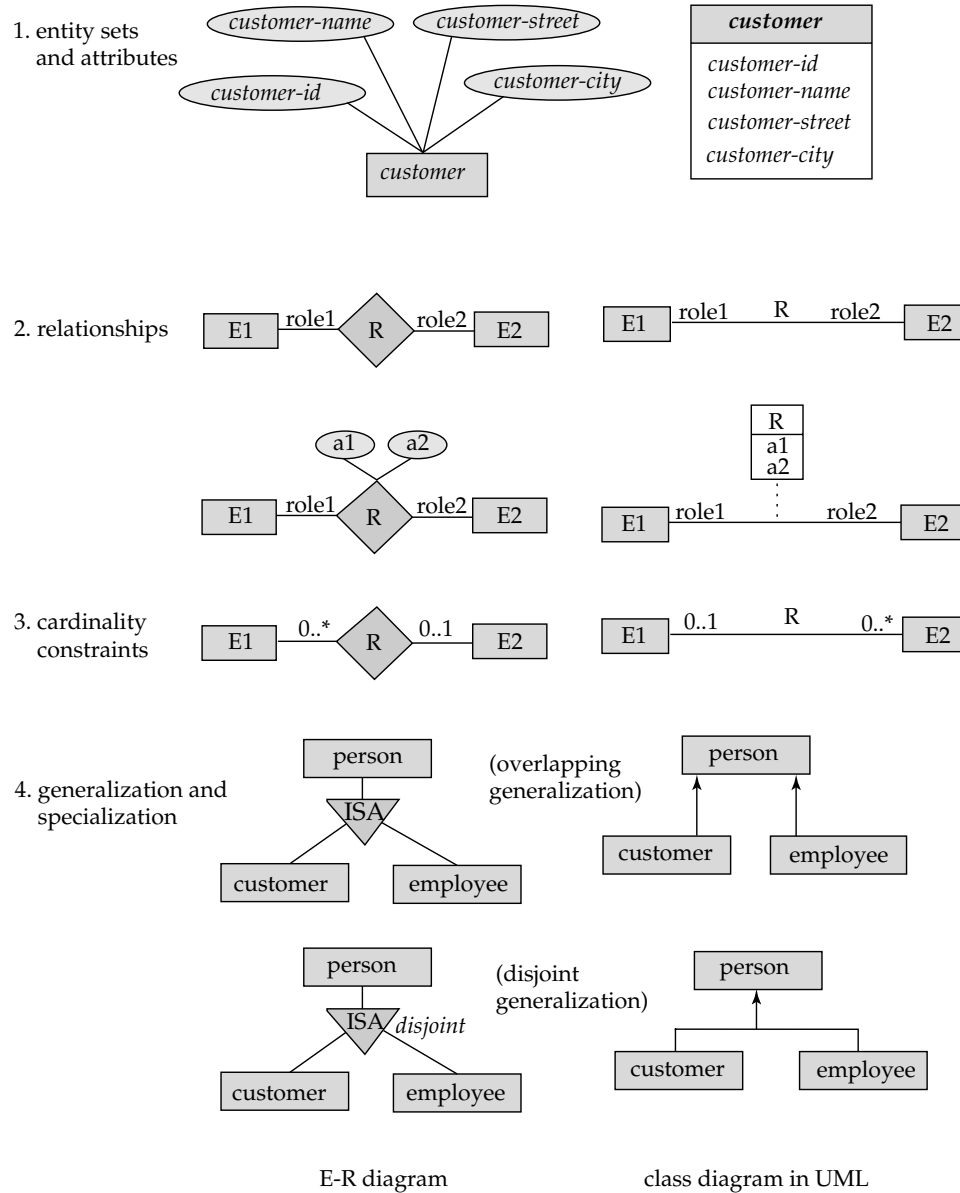 1. entity sets
and attributes
customer-name
customer-street
customer-id
customer-city
customer
customer
customer-id
customer-name
customer-street
customer-city
2. relationships
E1 role1 R role2 E2
E1 role1 R role2 E2
a1 a2
E1 role1 R role2 E2
R
a1
a2
E1 role1 role2 E2
3. cardinality
constraints
E1 0..* R 0..1 E2
E1 0..1 R 0..* E2
4. generalization and
specialization
person
ISA
customer employee
(overlapping
generalization)
person
customer employee
person
ISA disjoint
customer employee
(disjoint
generalization)
person
customer employee
E-R diagram
class diagram in UML